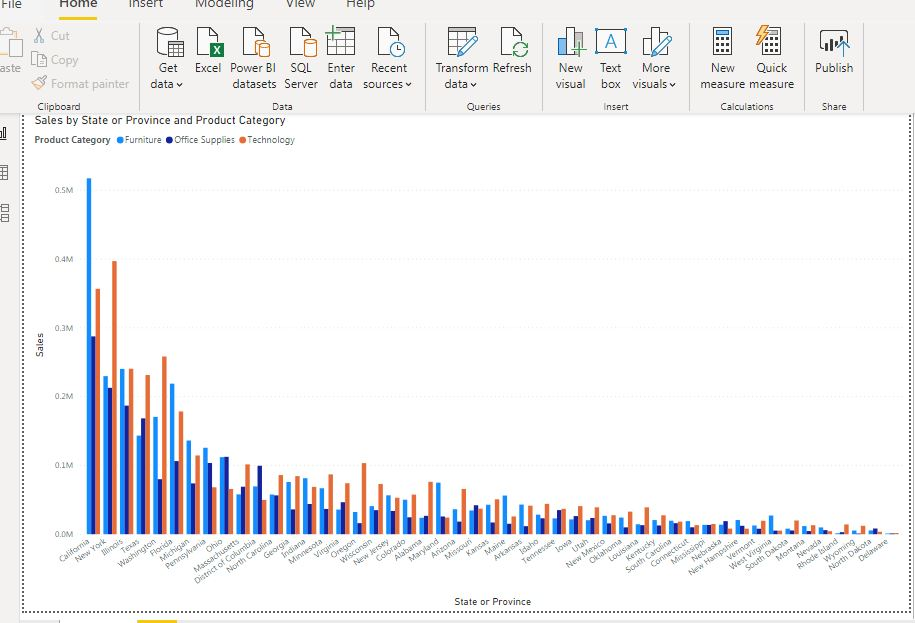 File Home Insert Modeling View Help
aste
Cut
Copy
Format painter
Get data
Excel
Power BI datasets
SQL Server
Enter data
Recent sources
Transform data
Refresh
New visual
Text box
More visuals
New measure
Quick measure
Publish
Clipboard Data Queries Insert Calculations Share
Sales by State or Province and Product Category
Product Category Furniture Office Supplies Technology
0.5M
0.4M
0.3M
0.2M
0.1M
0.0M
Sales
California
New York
Illinois
Texas
Washington
Florida
Michigan
Pennsylvania
Ohio
Massachusetts
District of Columbia
North Carolina
Georgia
Indiana
Minnesota
Virginia
Oregon
Wisconsin
New Jersey
Colorado
Alabama
Maryland
Arizona
Missouri
Kansas
Maine
Arkansas
Idaho
Tennessee
Iowa
Utah
New Mexico
Oklahoma
Louisiana
Kentucky
South Carolina
Connecticut
Mississippi
Nebraska
New Hampshire
Vermont
West Virginia
South Dakota
Montana
Nevada
Rhode Island
Wyoming
North Dakota
Delaware
State or Province